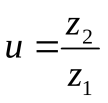 u = z₂/z₁